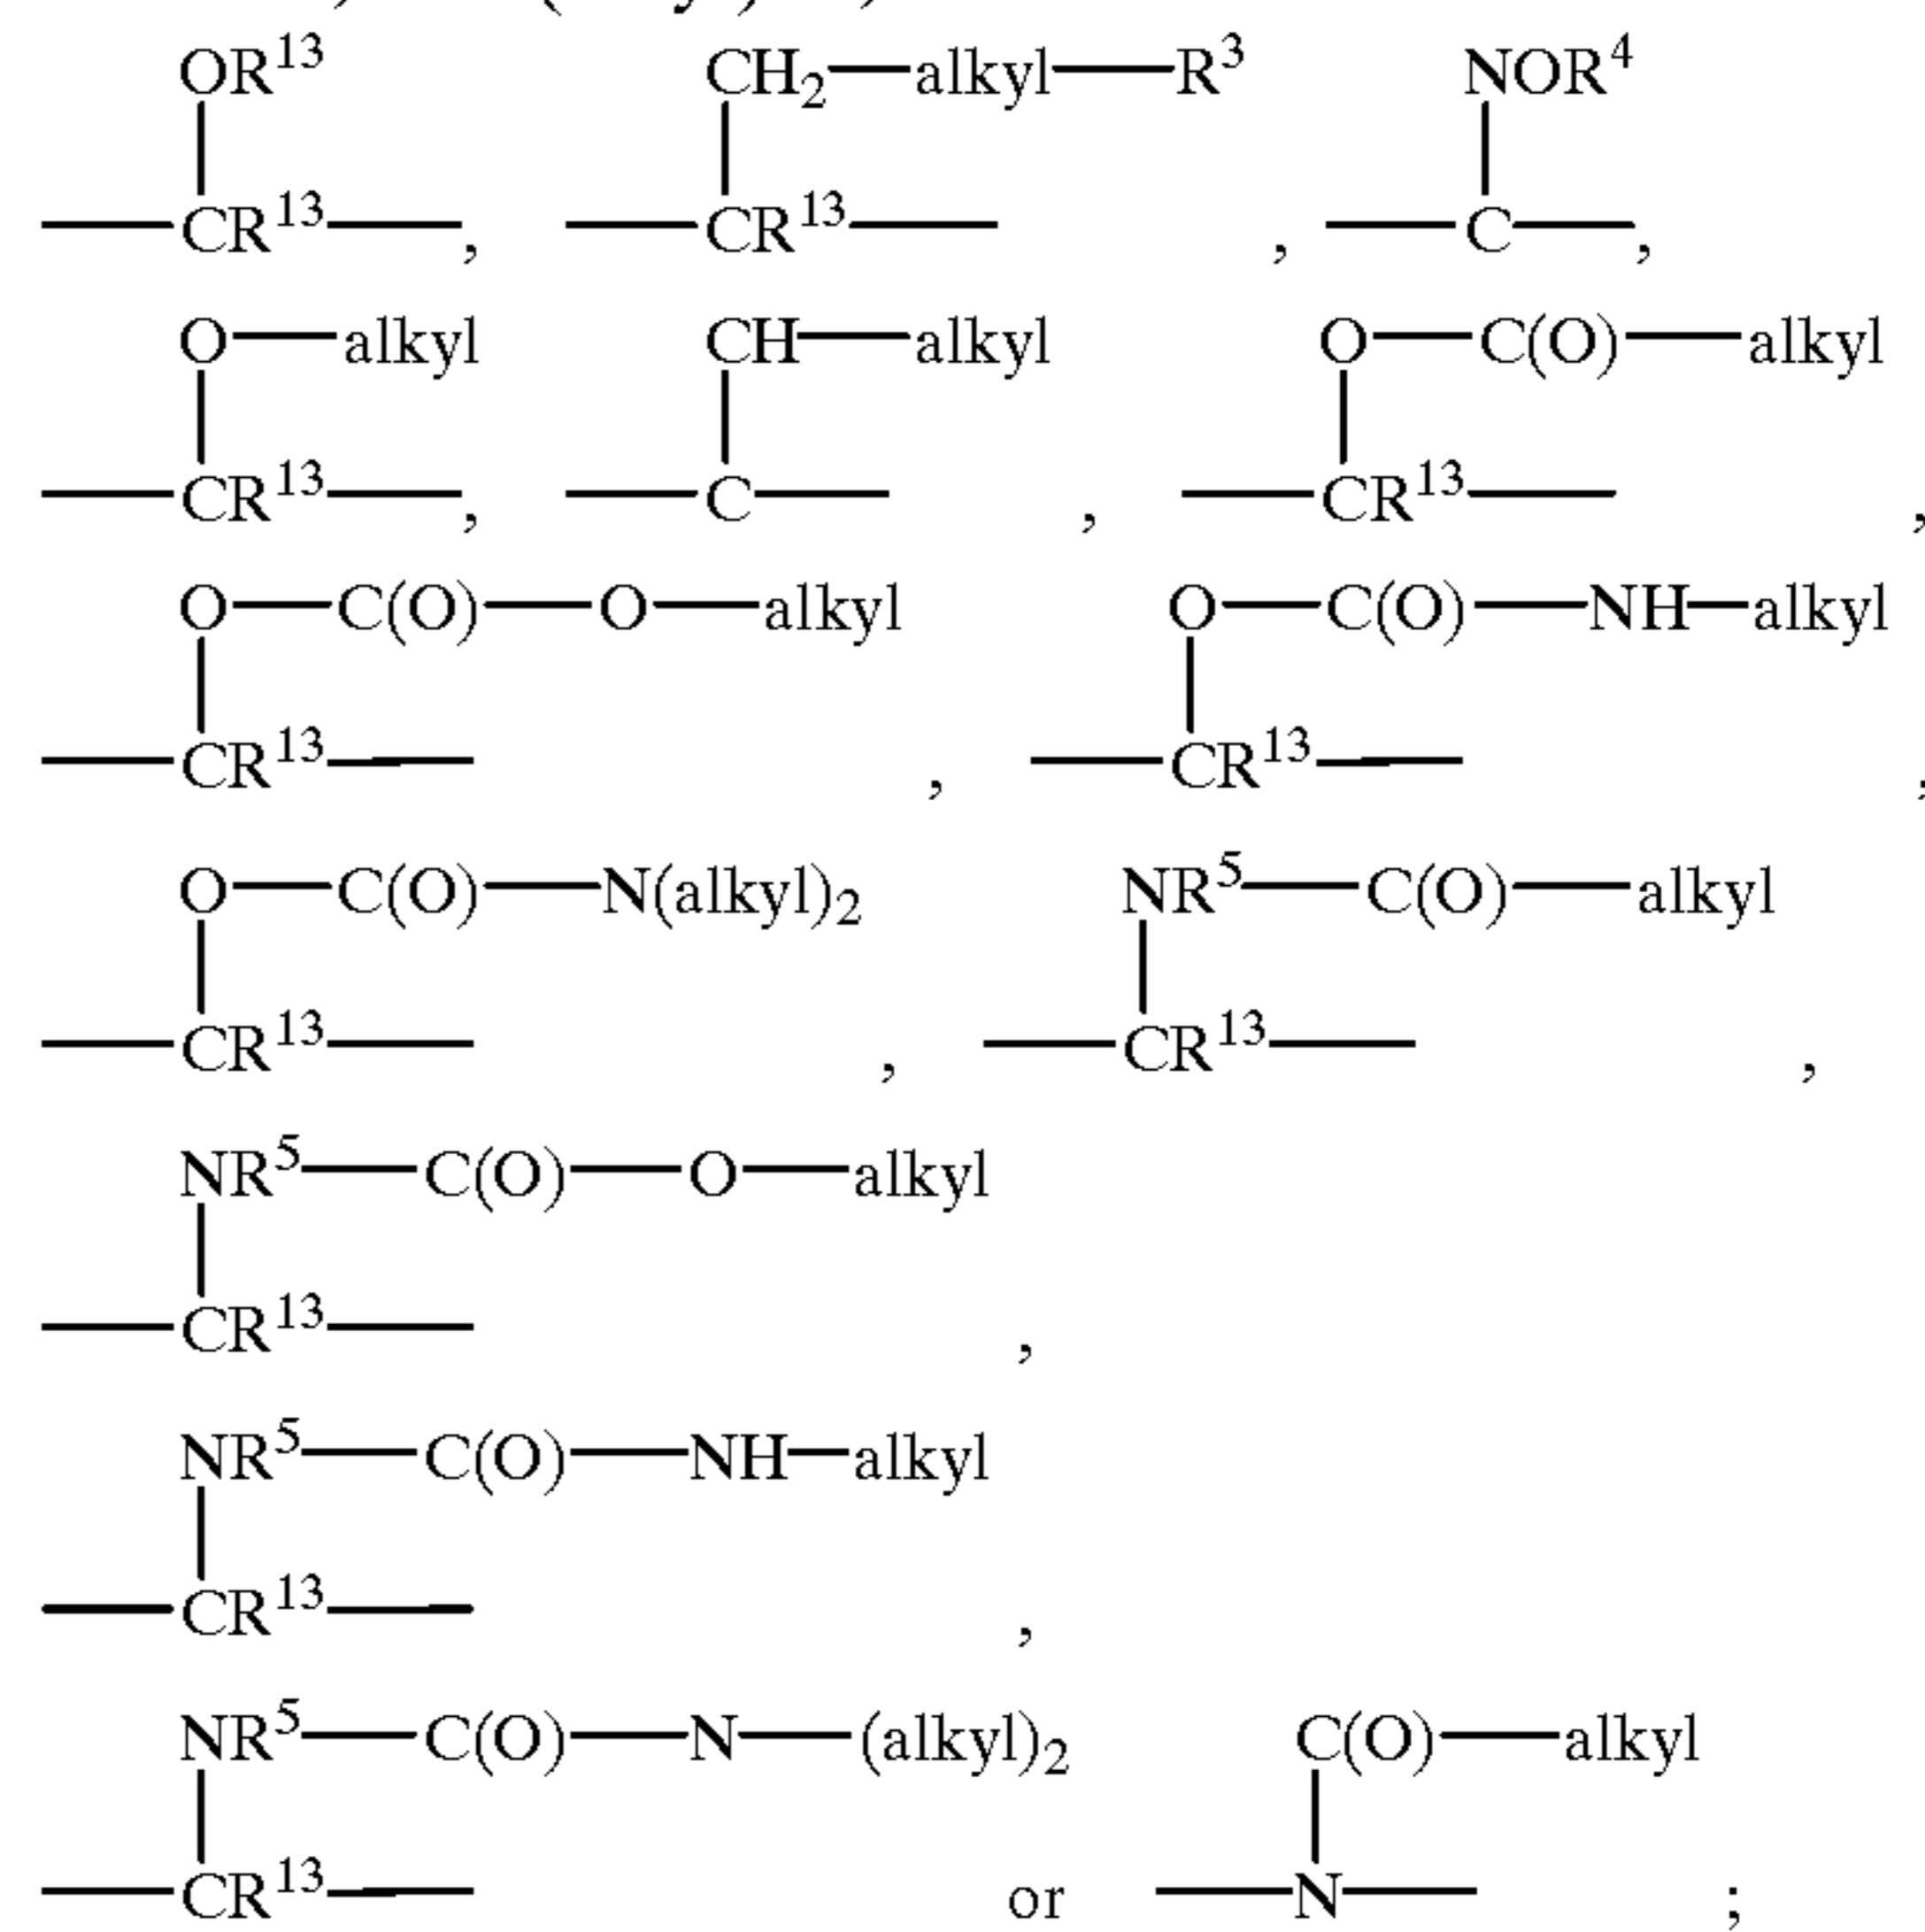 OR¹³ CH₂—alkyl—R³ NOR⁴
—CR¹³—, —CR¹³— , —C—,
O—alkyl CH—alkyl O—C(O)—alkyl
—CR¹³—, —C— , —CR¹³— ,
O—C(O)—O—alkyl O—C(O)—NH—alkyl
—CR¹³— , —CR¹³— ,
O—C(O)—N(alkyl)₂ NR⁵—C(O)—alkyl
—CR¹³— , —CR¹³— ,
NR⁵—C(O)—O—alkyl
—CR¹³— ,
NR⁵—C(O)—NH—alkyl
—CR¹³— ,
NR⁵—C(O)—N—(alkyl)₂ C(O)—alkyl
—CR¹³— or —N— ;